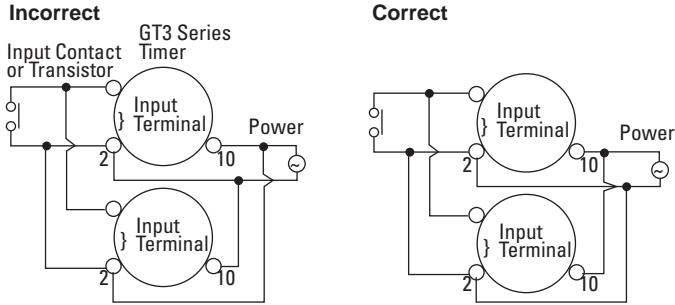 Incorrect
GT3 Series
Timer
Input Contact
or Transistor
Input
} Terminal
Power
2
10
~
Input
} Terminal
2
10
Correct
Input
} Terminal
Power
2
10
~
Input
} Terminal
2
10